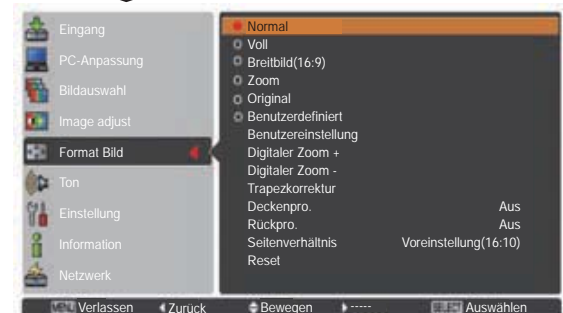 Eingang
PC-Anpassung
Bildauswahl
Image adjust
Format Bild
Ton
Einstellung
Information
Netzwerk
Normal
Voll
Breitbild(16:9)
Zoom
Original
Benutzerdefiniert
Benutzereinstellung
Digitaler Zoom +
Digitaler Zoom -
Trapezkorrektur
Deckenpro. Aus
Rückpro. Aus
Seitenverhältnis Voreinstellung(16:10)
Reset
MENU Verlassen Zurück Bewegen ----- SELECT Auswählen